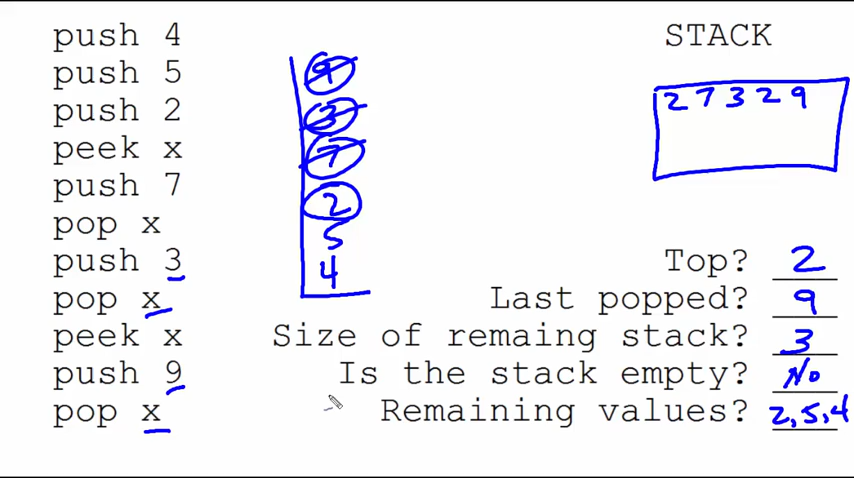 push 4
push 5
push 2
peek x
push 7
pop x
push 3
pop x
peek x
push 9
pop x
9
3
7
2
5
4
STACK
2 7 3 2 9
Top? 2
Last popped? 9
Size of remaing stack? 3
Is the stack empty? No
Remaining values? 2,5,4